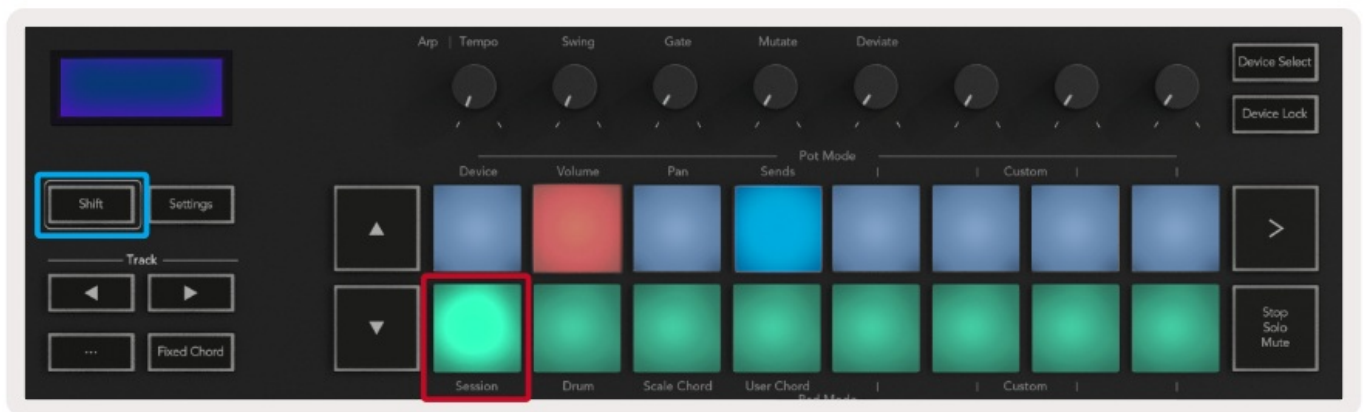 Arp | Tempo Swing Gate Mutate Deviate
Device Select
Device Lock
Pot Mode
Device Volume Pan Sends | | Custom | |
Shift Settings
▲
>
Track
◀ ▶
▼
Stop
Solo
Mute
... Fixed Chord
Session Drum Scale Chord User Chord | | Custom | |
Pad Mode